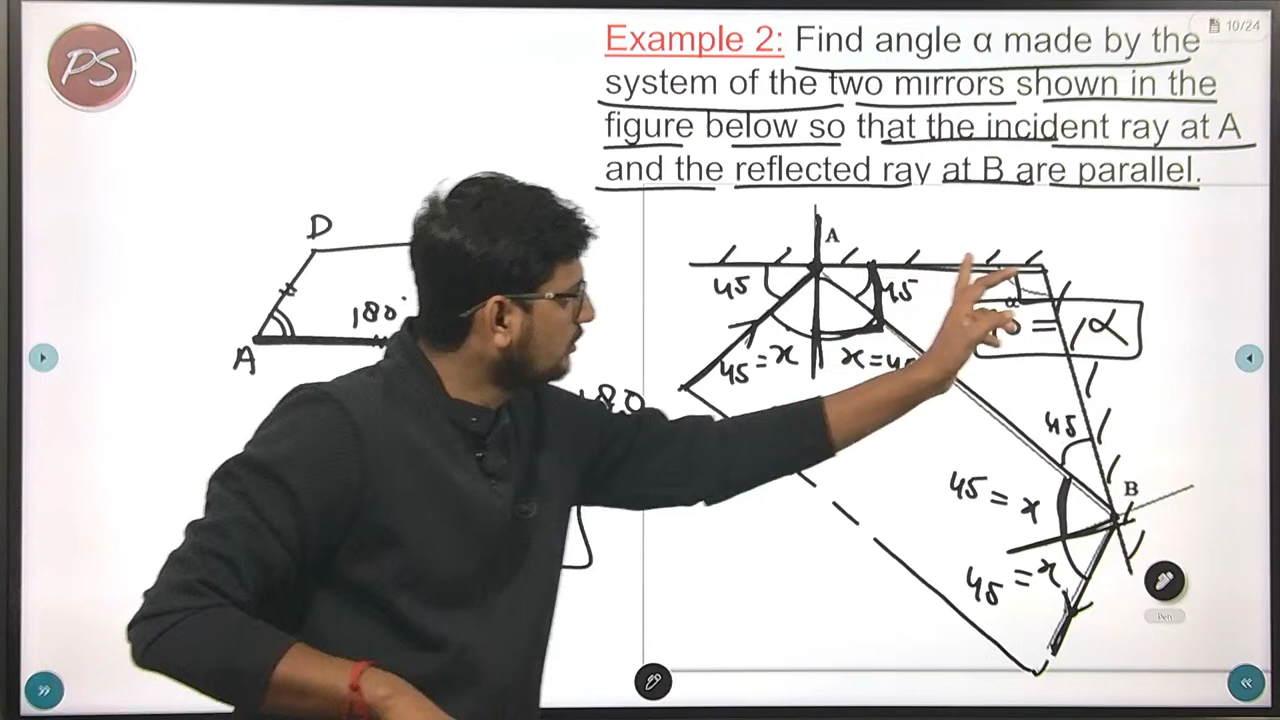 PS
10/24
Example 2: Find angle α made by the
system of the two mirrors shown in the
figure below so that the incident ray at A
and the reflected ray at B are parallel.
D
A
180°
A
180
A
45
45
45 = x
x = 45
α
= α
45
45 = x
B
45 = x
Pen